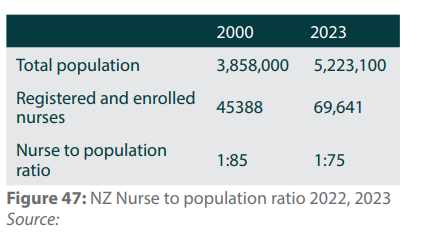 2000 2023
Total population 3,858,000 5,223,100
Registered and enrolled
nurses 45388 69,641
Nurse to population
ratio 1:85 1:75
Figure 47: NZ Nurse to population ratio 2022, 2023
Source: